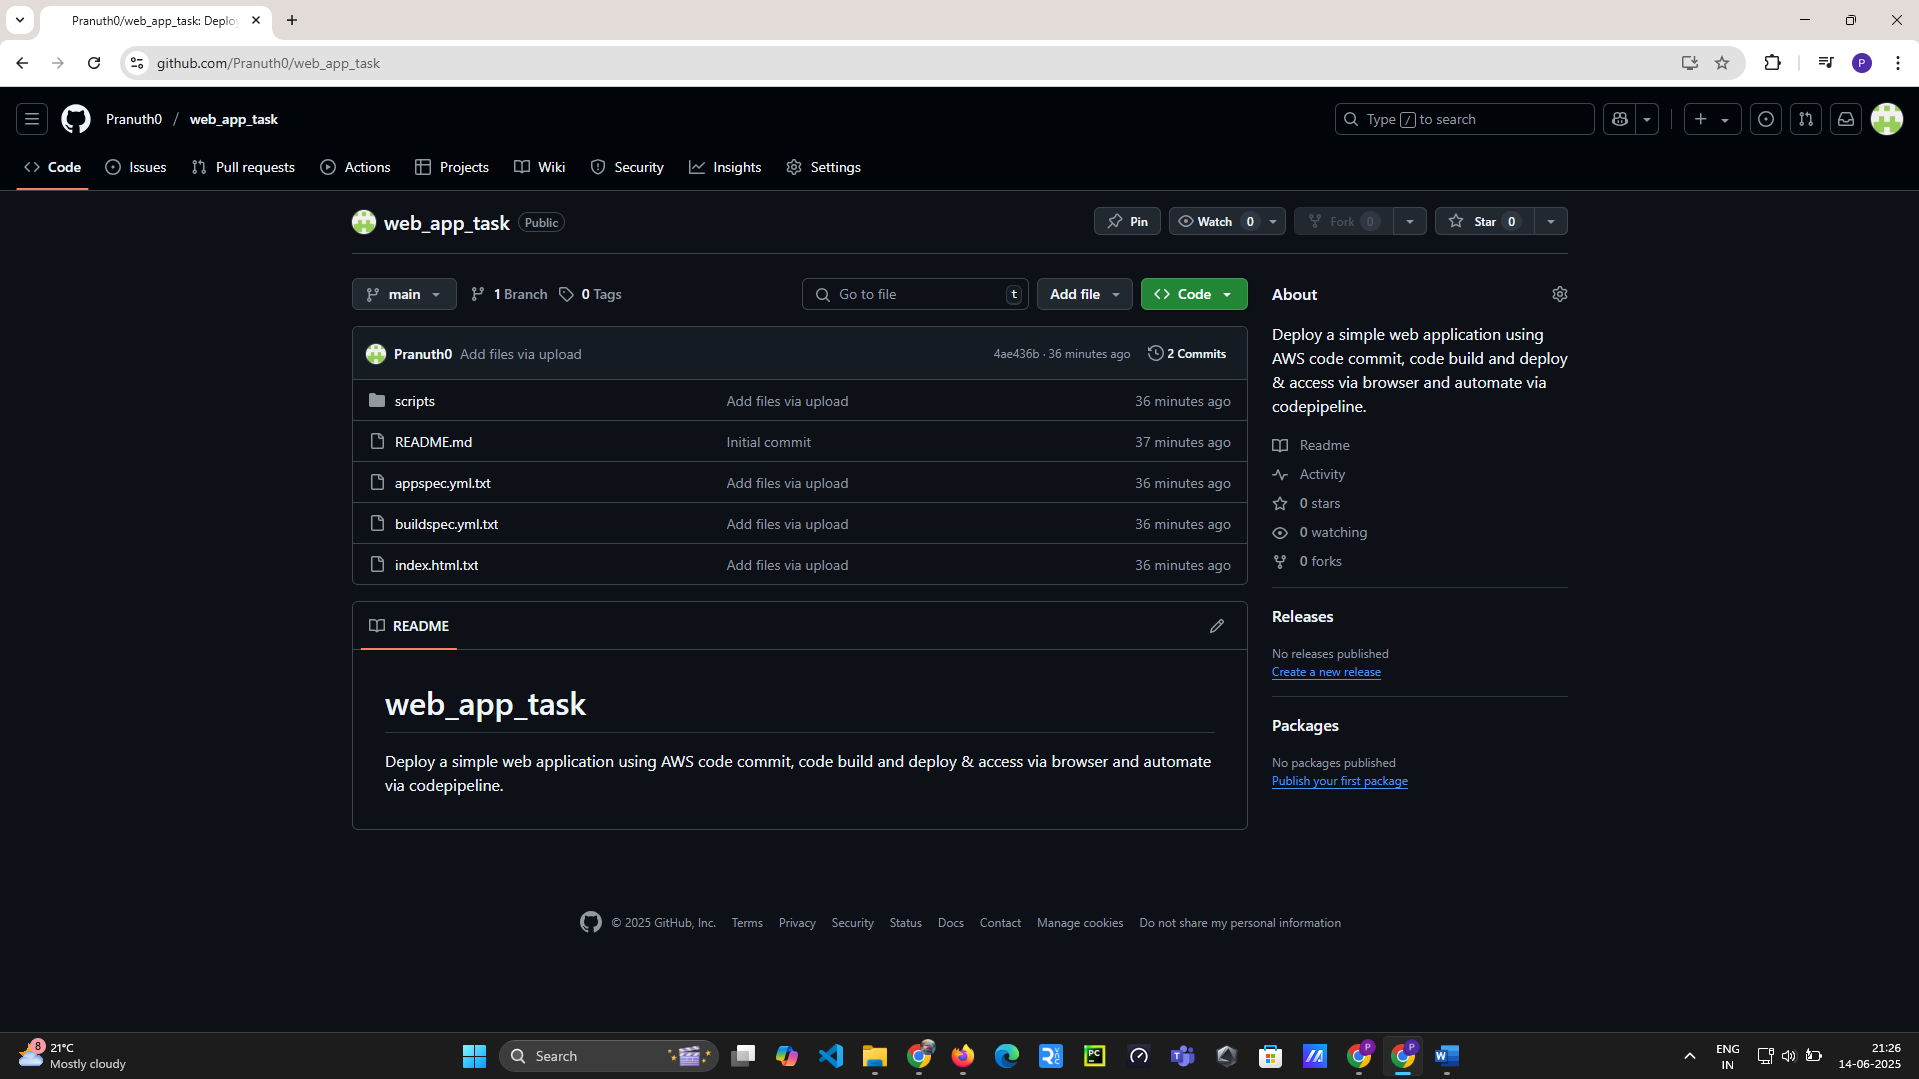 Pranuth0/web_app_task: Deplo
github.com/Pranuth0/web_app_task
P
Pranuth0 / web_app_task
Type / to search
Code Issues Pull requests Actions Projects Wiki Security Insights Settings
web_app_task Public
Pin Watch 0 Fork 0 Star 0
main 1 Branch 0 Tags Go to file t Add file Code
About
Deploy a simple web application using
AWS code commit, code build and deploy
& access via browser and automate via
codepipeline.
Readme
Activity
0 stars
0 watching
0 forks
Pranuth0 Add files via upload 4ae436b · 36 minutes ago 2 Commits
scripts Add files via upload 36 minutes ago
README.md Initial commit 37 minutes ago
appspec.yml.txt Add files via upload 36 minutes ago
buildspec.yml.txt Add files via upload 36 minutes ago
index.html.txt Add files via upload 36 minutes ago
README
web_app_task
Deploy a simple web application using AWS code commit, code build and deploy & access via browser and automate
via codepipeline.
Releases
No releases published
Create a new release
Packages
No packages published
Publish your first package
© 2025 GitHub, Inc. Terms Privacy Security Status Docs Contact Manage cookies Do not share my personal information
8
21°C
Mostly cloudy
Search
PC
P
P
W
ENG
IN
21:26
14-06-2025